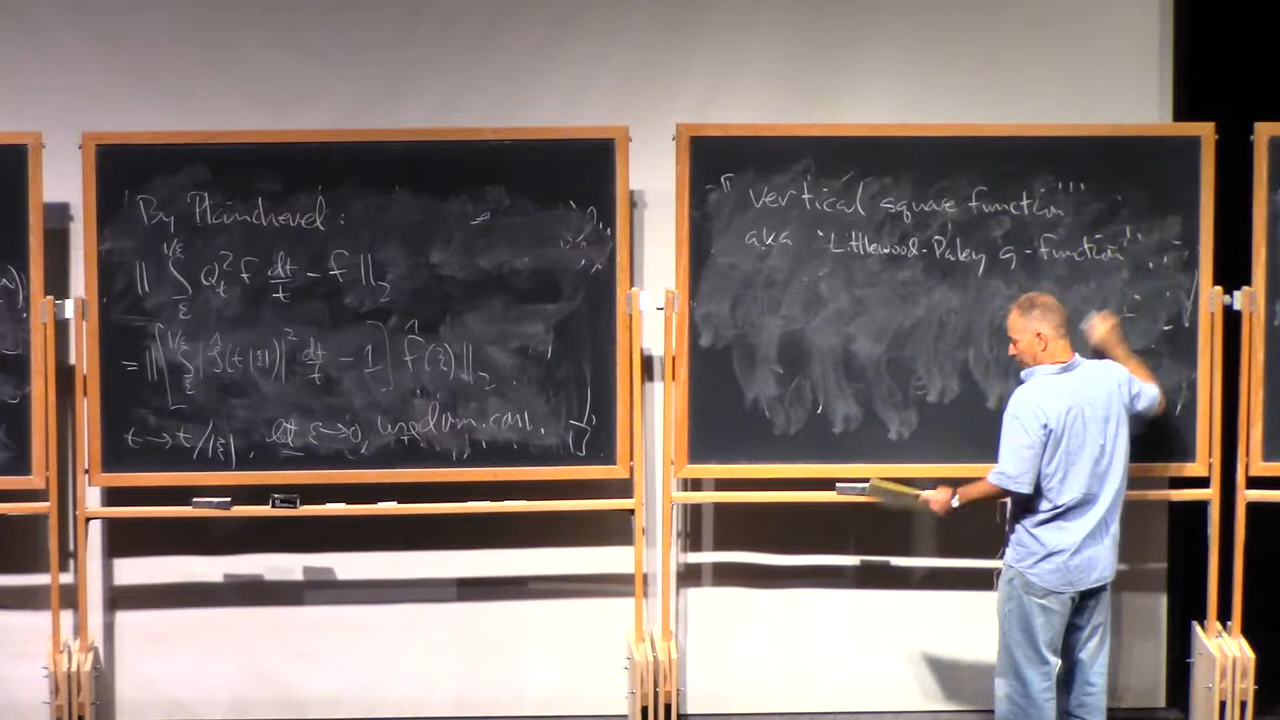 By Plancherel:
|| ∫_ε^{1/ε} Q_t^2 f dt/t − f ||_2
= || [ ∫_ε^{1/ε} |ζ̂(t|ξ|)|^2 dt/t − 1 ] f̂(ξ) ||_2
t → t/|ξ|, let ε→0, use dom. conv.
"vertical square function"
aka "Littlewood-Paley g-function"